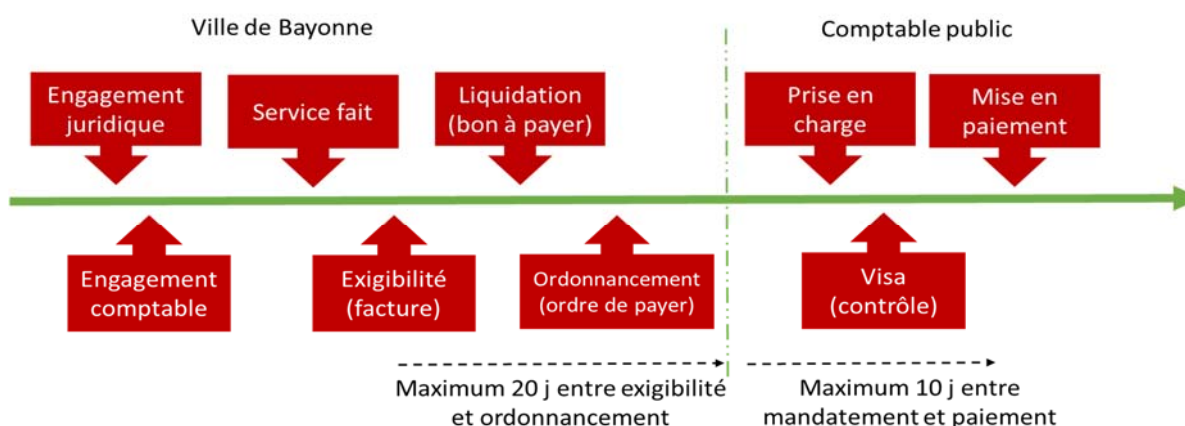 Ville de Bayonne
Comptable public
Engagement
juridique
Service fait
Liquidation
(bon à payer)
Prise en
charge
Mise en
paiement
Engagement
comptable
Exigibilité
(facture)
Ordonnancement
(ordre de payer)
Visa
(contrôle)
Maximum 20 j entre exigibilité
et ordonnancement
Maximum 10 j entre
mandatement et paiement